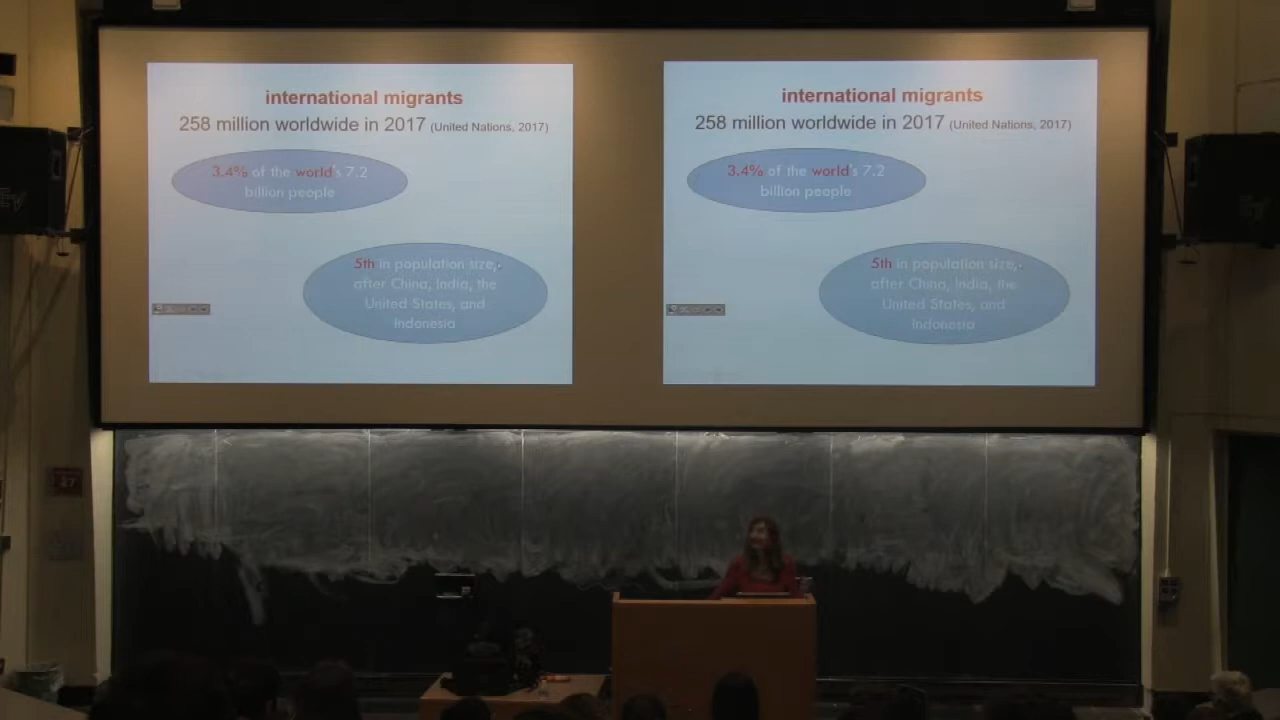 international migrants
258 million worldwide in 2017 (United Nations, 2017)
3.4% of the world's 7.2
billion people
5th in population size,
after China, India, the
United States, and
Indonesia
international migrants
258 million worldwide in 2017 (United Nations, 2017)
3.4% of the world's 7.2
billion people
5th in population size,
after China, India, the
United States, and
Indonesia